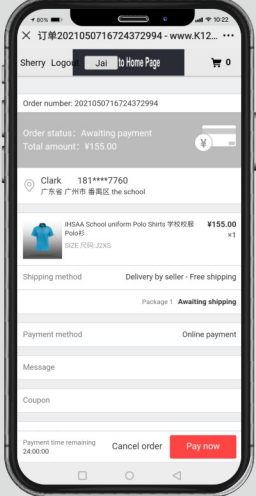 80%
10:22
订单2021050716724372994 - www.K12... •••
Sherry Logout Jai to Home Page 0
Order number: 2021050716724372994
Order status: Awaiting payment
Total amount: ¥155.00
Clark 181****7760
广东省 广州市 番禺区 the school
IHSAA School uniform Polo Shirts 学校校服 ¥155.00
Polo衫 ×1
SIZE 尺码:J2XS
Shipping method Delivery by seller - Free shipping
Package 1 Awaiting shipping
Payment method Online payment
Message
Coupon
Payment time remaining
24:00:00
Cancel order Pay now